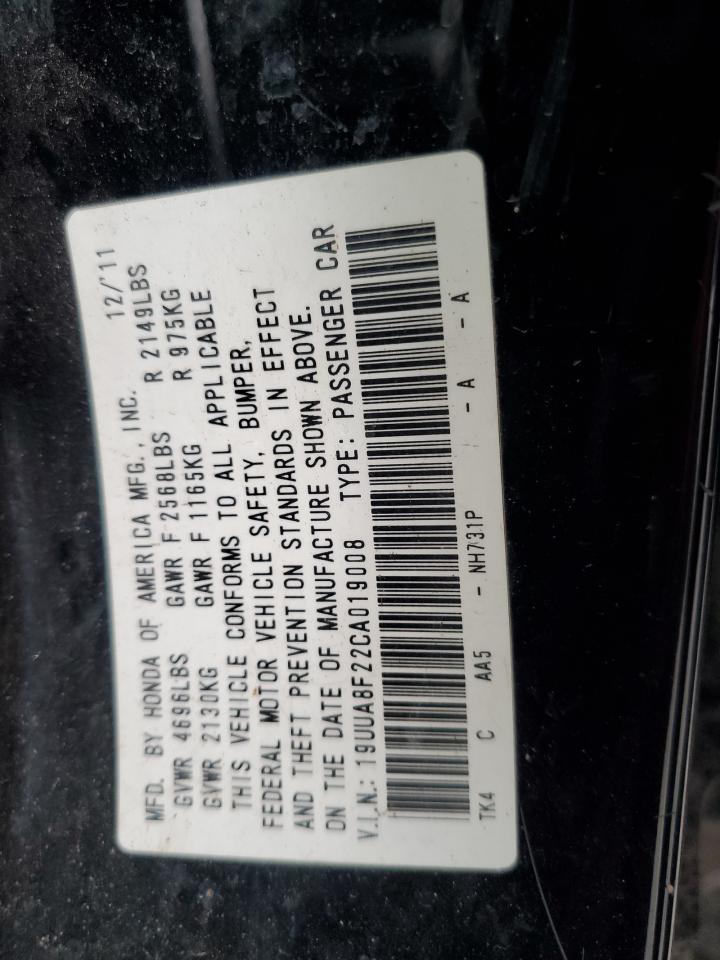 MFD. BY HONDA OF AMERICA MFG., INC. 12/'11
GVWR 4696LBS GAWR F 2568LBS R 2149LBS
GVWR 2130KG GAWR F 1165KG R 975KG
THIS VEHICLE CONFORMS TO ALL APPLICABLE
FEDERAL MOTOR VEHICLE SAFETY, BUMPER,
AND THEFT PREVENTION STANDARDS IN EFFECT
ON THE DATE OF MANUFACTURE SHOWN ABOVE.
V.I.N.: 19UUA8F22CA019008 TYPE: PASSENGER CAR
TK4 C AA5 - NH731P - A - A